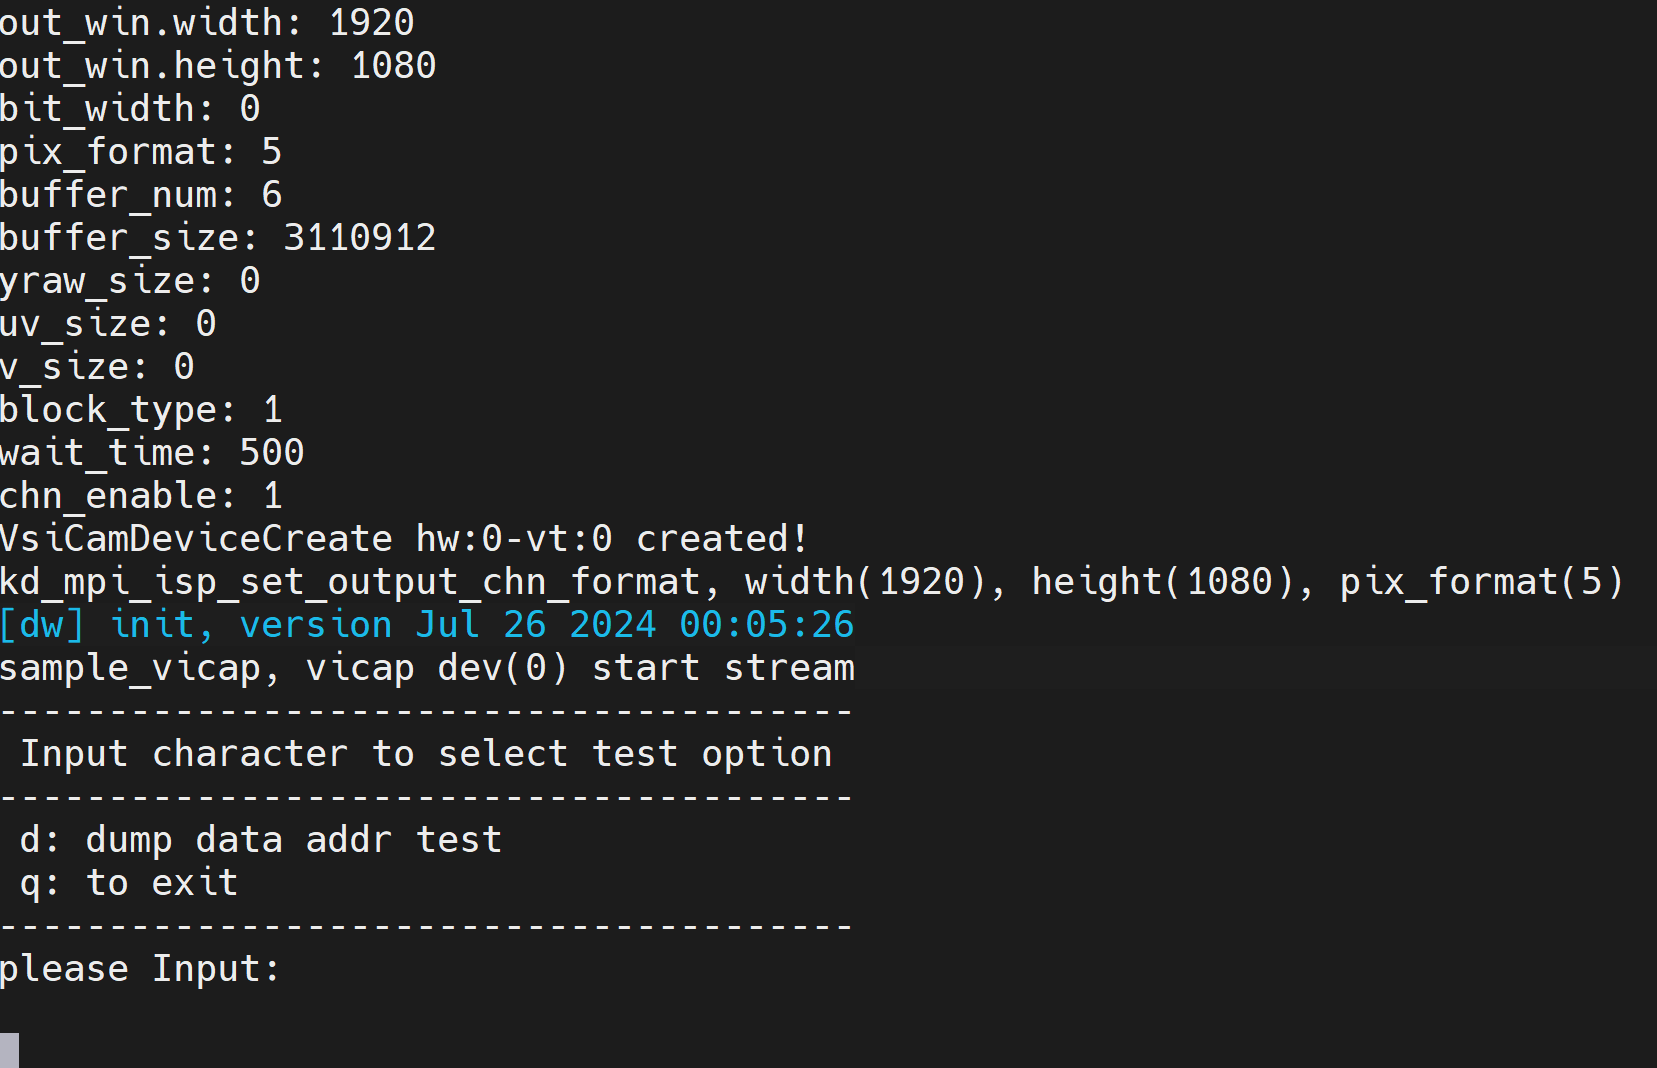 out_win.width: 1920
out_win.height: 1080
bit_width: 0
pix_format: 5
buffer_num: 6
buffer_size: 3110912
yraw_size: 0
uv_size: 0
v_size: 0
block_type: 1
wait_time: 500
chn_enable: 1
VsiCamDeviceCreate hw:0-vt:0 created!
kd_mpi_isp_set_output_chn_format, width(1920), height(1080), pix_format(5)
[dw] init, version Jul 26 2024 00:05:26
sample_vicap, vicap dev(0) start stream
---------------------------------------
 Input character to select test option
---------------------------------------
 d: dump data addr test
 q: to exit
---------------------------------------
please Input: